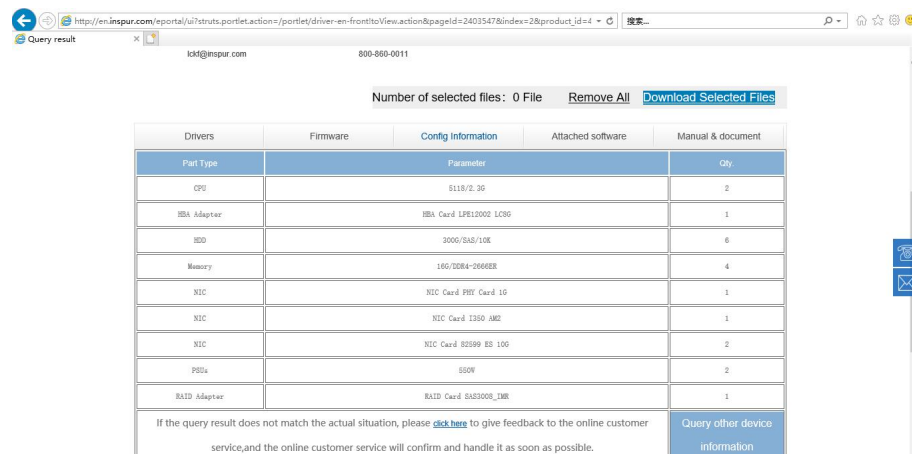 http://en.inspur.com/eportal/ui?struts.portlet.action=/portlet/driver-en-front!toView.action&pageId=2403547&index=2&product_id=4 搜索...
Query result
lckf@inspur.com 800-860-0011
Number of selected files: 0 File Remove All Download Selected Files
Drivers Firmware Config Information Attached software Manual & document
Part Type Parameter Qty.
CPU 5118/2.3G 2
HBA Adapter HBA Card LPE12002 LC8G 1
HDD 300G/SAS/10K 6
Memory 16G/DDR4-2666ER 4
NIC NIC Card PHY Card 1G 1
NIC NIC Card I350 AM2 1
NIC NIC Card 82599 ES 10G 2
PSUs 550W 2
RAID Adapter RAID Card SAS3008_IMR 1
If the query result does not match the actual situation, please click here to give feedback to the online customer
service,and the online customer service will confirm and handle it as soon as possible.
Query other device
information